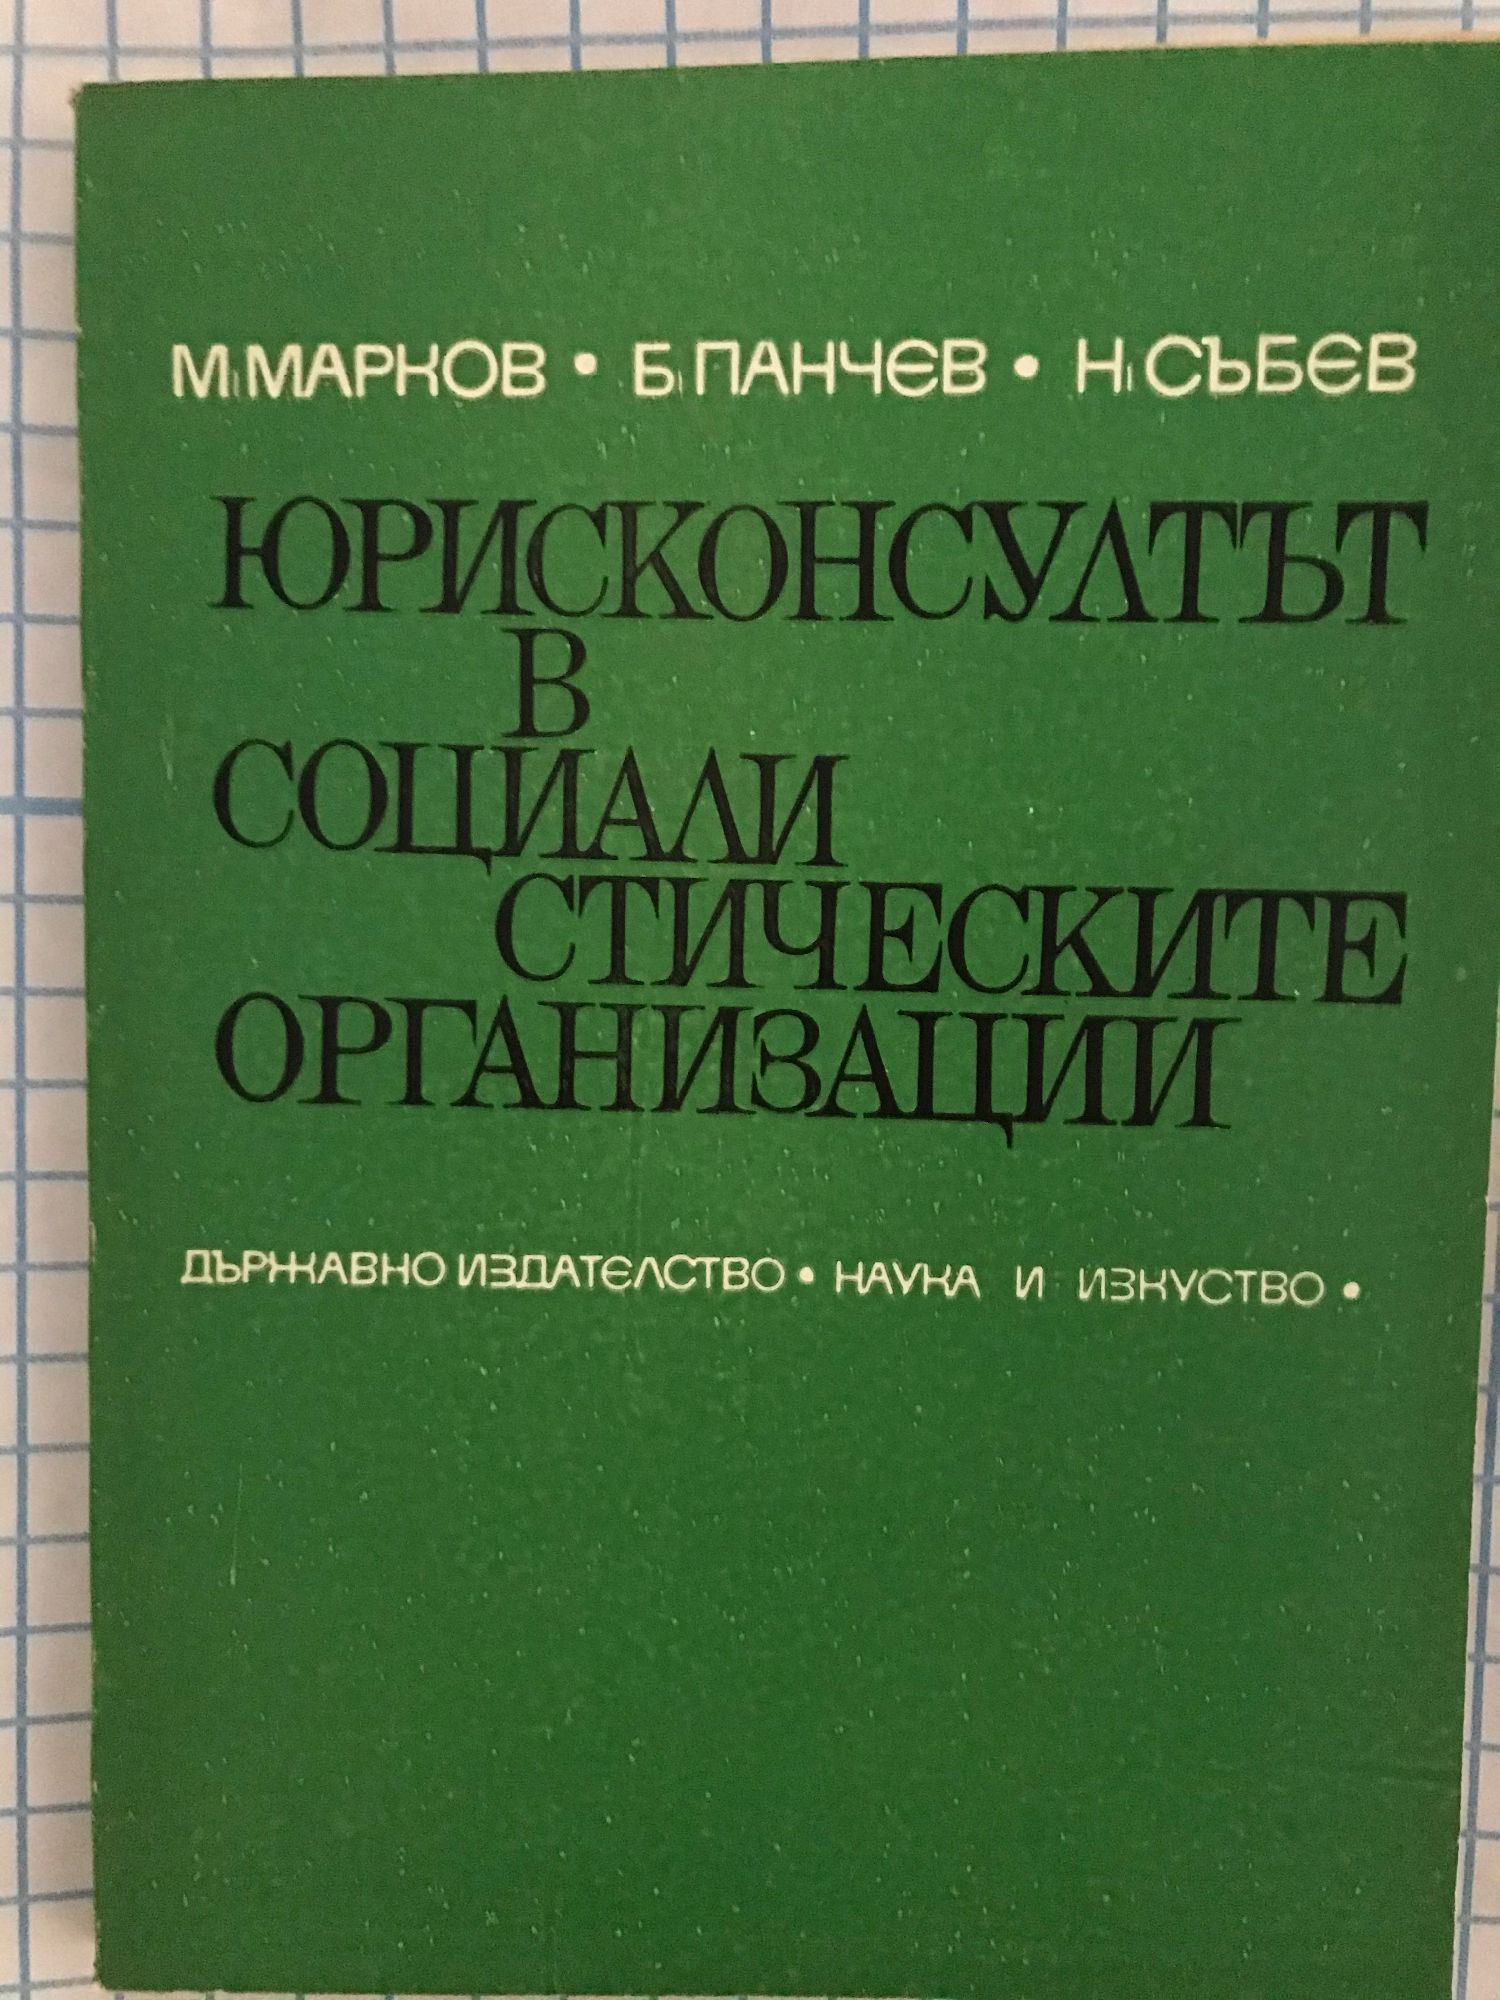 М. МАРКОВ • Б. ПАНЧЕВ • Н. СЪБЕВ
ЮРИСКОНСУЛТЪТ
В
СОЦИАЛИ
СТИЧЕСКИТЕ
ОРГАНИЗАЦИИ
ДЪРЖАВНО ИЗДАТЕЛСТВО • НАУКА И ИЗКУСТВО •